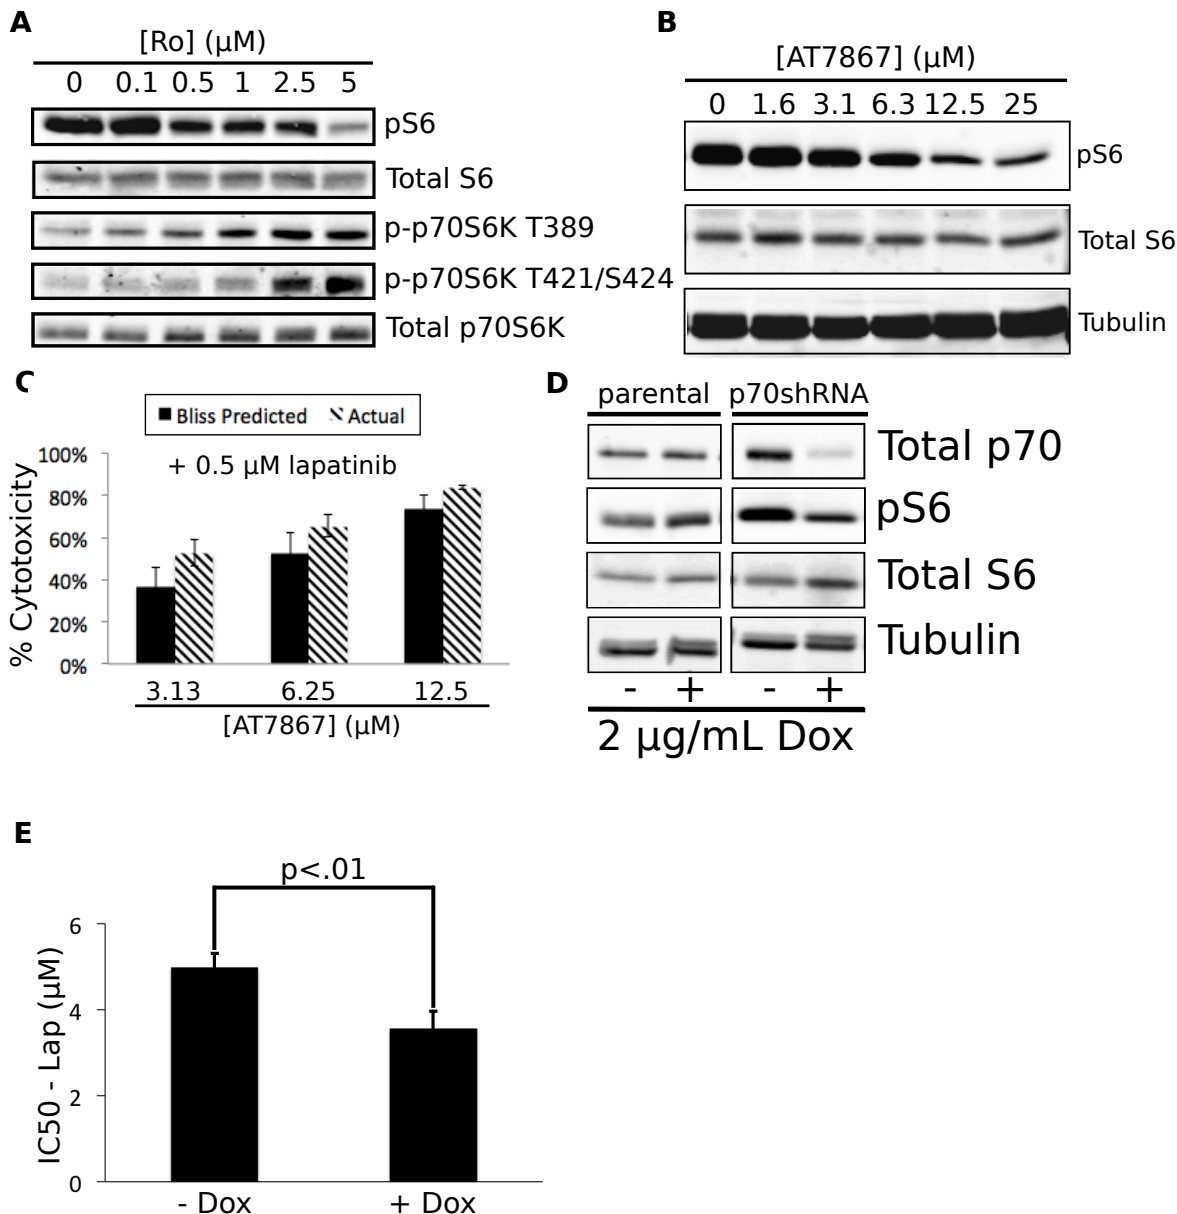 A
[Ro] (µM)
0 0.1 0.5 1 2.5 5
pS6
Total S6
p-p70S6K T389
p-p70S6K T421/S424
Total p70S6K
B
[AT7867] (µM)
0 1.6 3.1 6.3 12.5 25
pS6
Total S6
Tubulin
C
Bliss Predicted Actual
+ 0.5 µM lapatinib
% Cytotoxicity
100%
80%
60%
40%
20%
0%
3.13 6.25 12.5
[AT7867] (µM)
D
parental p70shRNA
Total p70
pS6
Total S6
Tubulin
- + - +
2 µg/mL Dox
E
p<.01
IC50 - Lap (µM)
6
4
2
0
- Dox + Dox